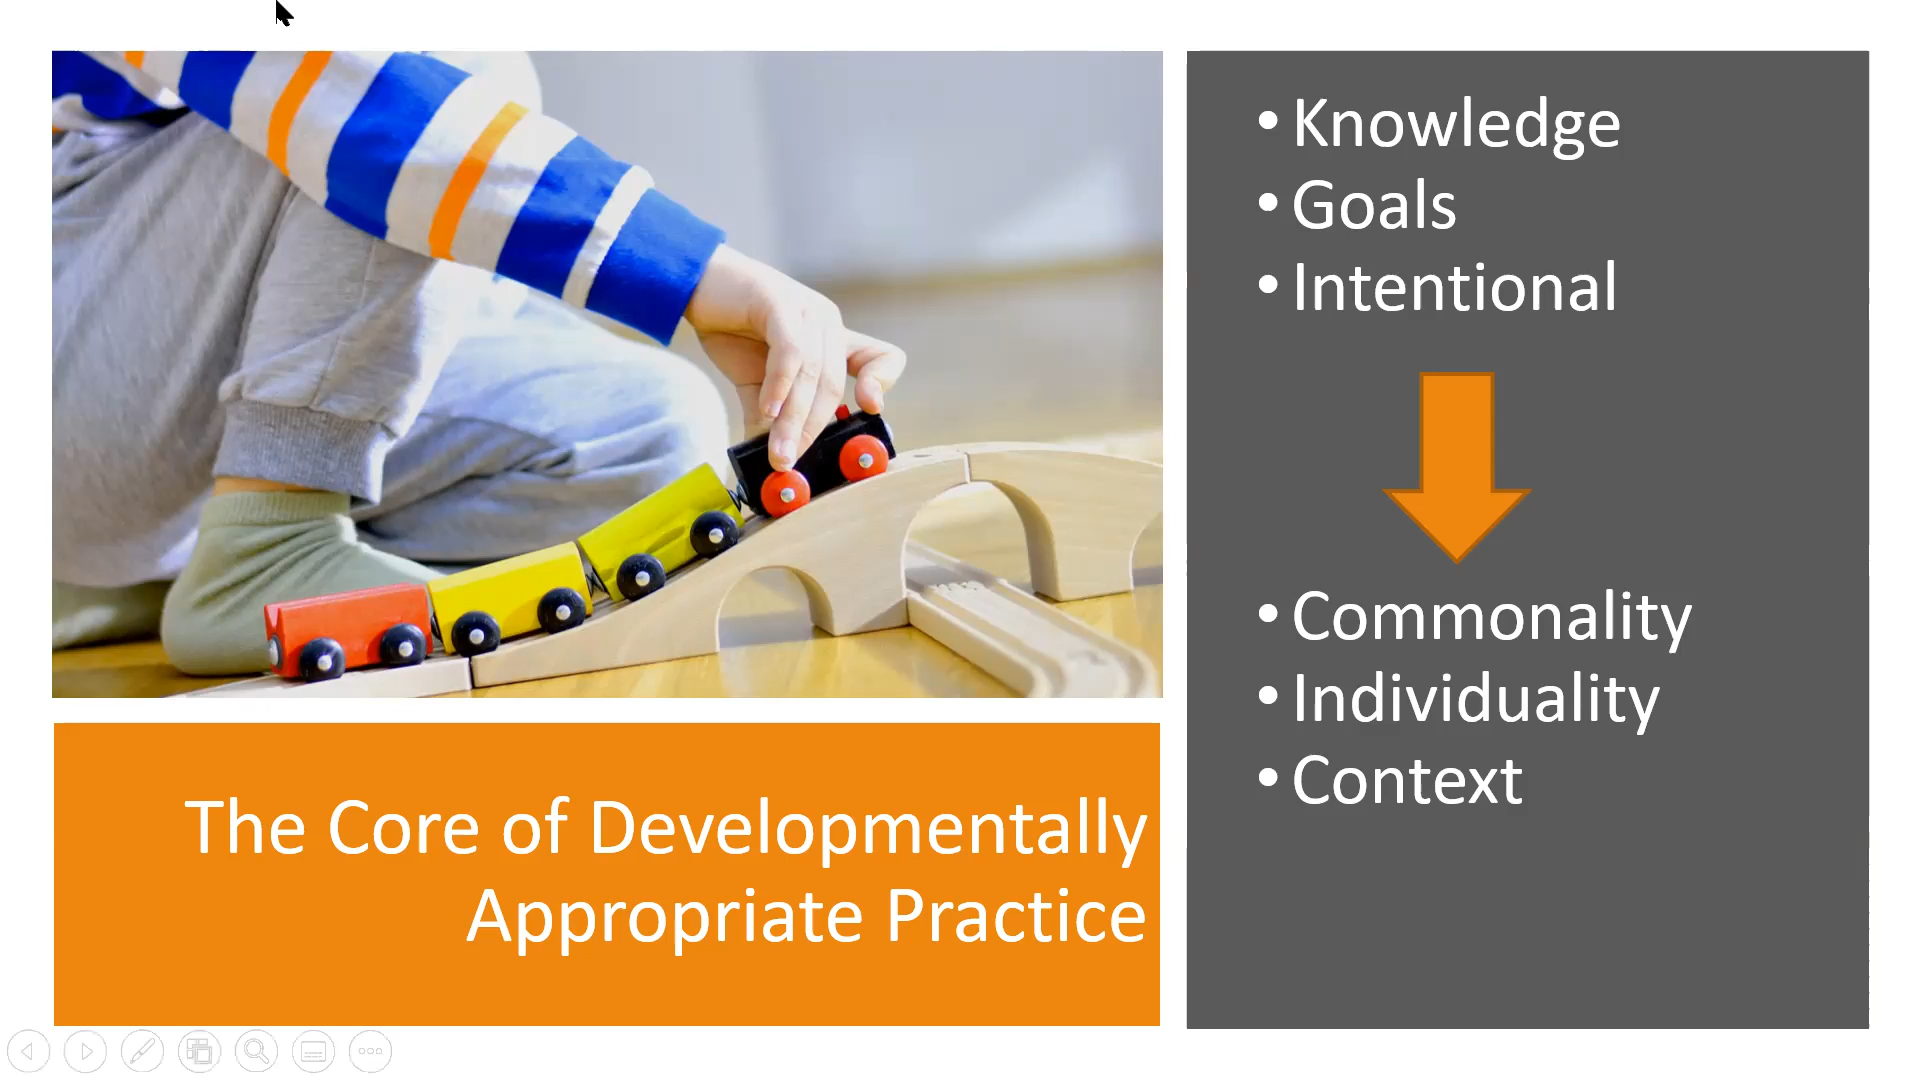 • Knowledge
• Goals
• Intentional
• Commonality
• Individuality
• Context
The Core of Developmentally
Appropriate Practice